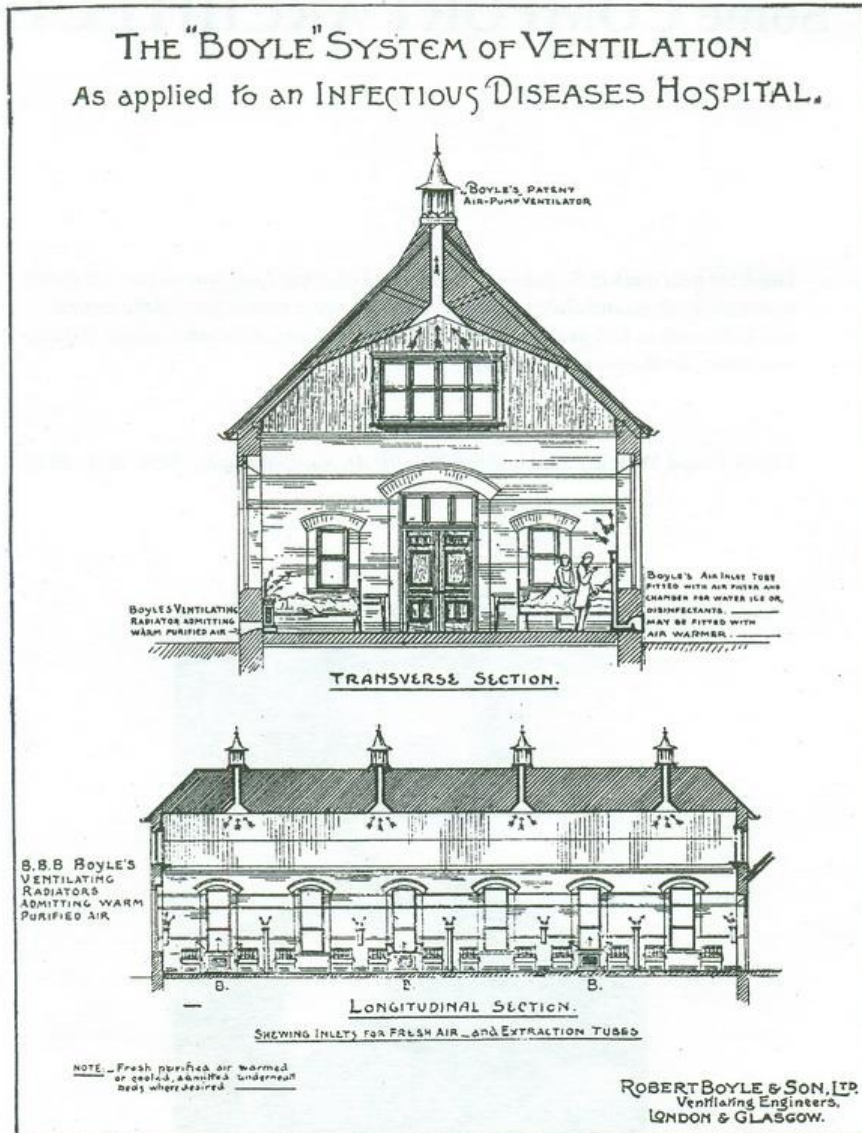 THE "BOYLE" SYSTEM OF VENTILATION
As applied to an INFECTIOUS DISEASES HOSPITAL.
"BOYLE'S PATENT
AIR-PUMP" VENTILATOR
BOYLE'S VENTILATING
RADIATOR ADMITTING
WARM PURIFIED AIR
BOYLE'S AIR INLET TUBE
FITTED WITH AIR FILTER AND
CHAMBER FOR WATER ICE OR
DISINFECTANTS.
MAY BE FITTED WITH
AIR WARMER.
TRANSVERSE SECTION.
B.B.B BOYLE'S
VENTILATING
RADIATORS
ADMITTING WARM
PURIFIED AIR
B. B. B.
LONGITUDINAL SECTION.
SHEWING INLETS FOR FRESH AIR and EXTRACTION TUBES
NOTE: Fresh purified air warmed
or cooled, admitted underneath
beds where desired
ROBERT BOYLE & SON, LTD.
Ventilating Engineers,
LONDON & GLASGOW.